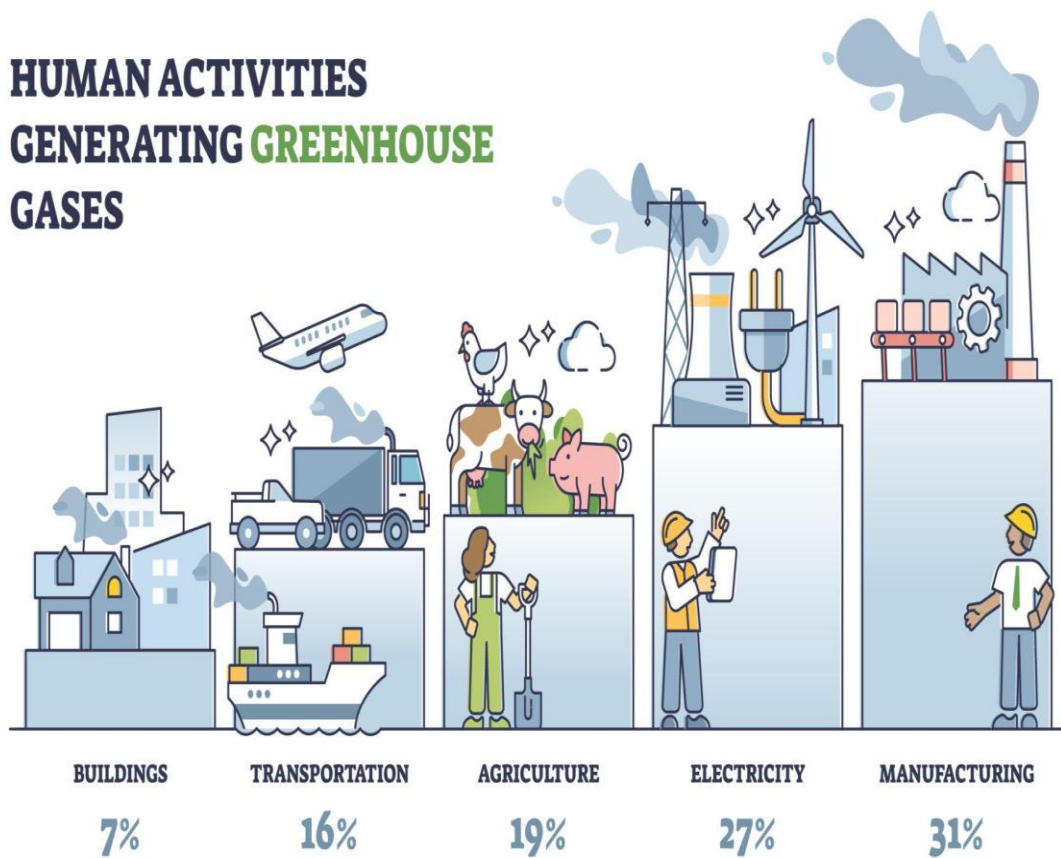 HUMAN ACTIVITIES
GENERATING GREENHOUSE
GASES
BUILDINGS
7%
TRANSPORTATION
16%
AGRICULTURE
19%
ELECTRICITY
27%
MANUFACTURING
31%